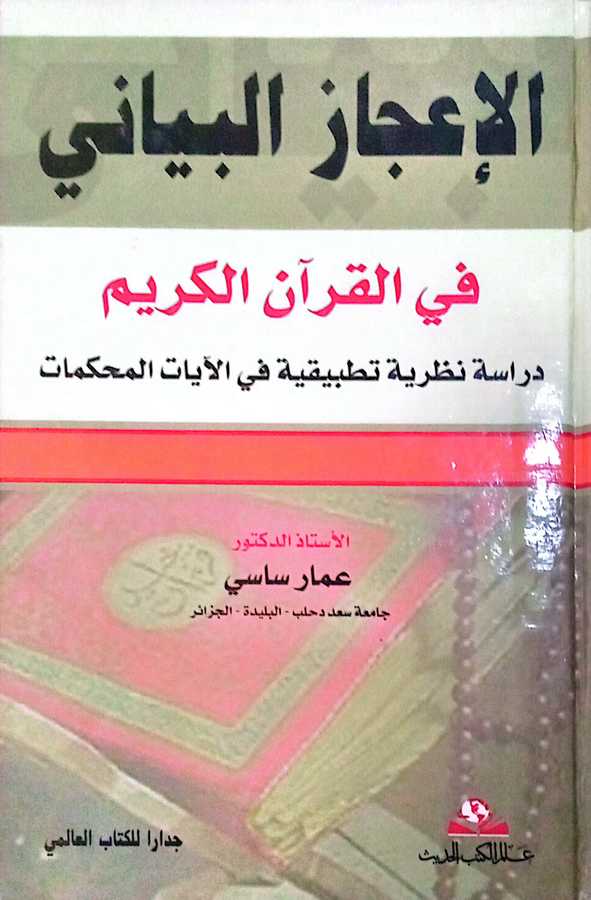 الإعجاز البياني
في القرآن الكريم
دراسة نظرية تطبيقية في الآيات المحكمات
الأستاذ الدكتور
عمار ساسي
جامعة سعد دحلب - البليدة - الجزائر
جدارا للكتاب العالمي
عالم الكتب الحديث